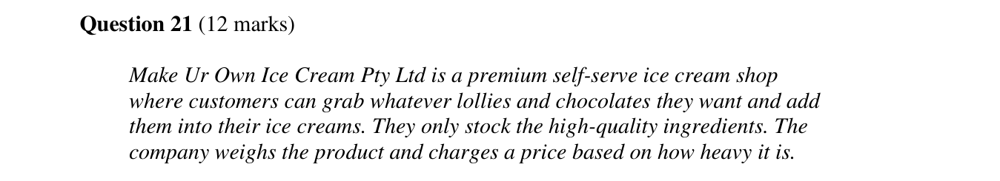 Question 21 (12 marks)
Make Ur Own Ice Cream Pty Ltd is a premium self-serve ice cream shop
where customers can grab whatever lollies and chocolates they want and add
them into their ice creams. They only stock the high-quality ingredients. The
company weighs the product and charges a price based on how heavy it is.